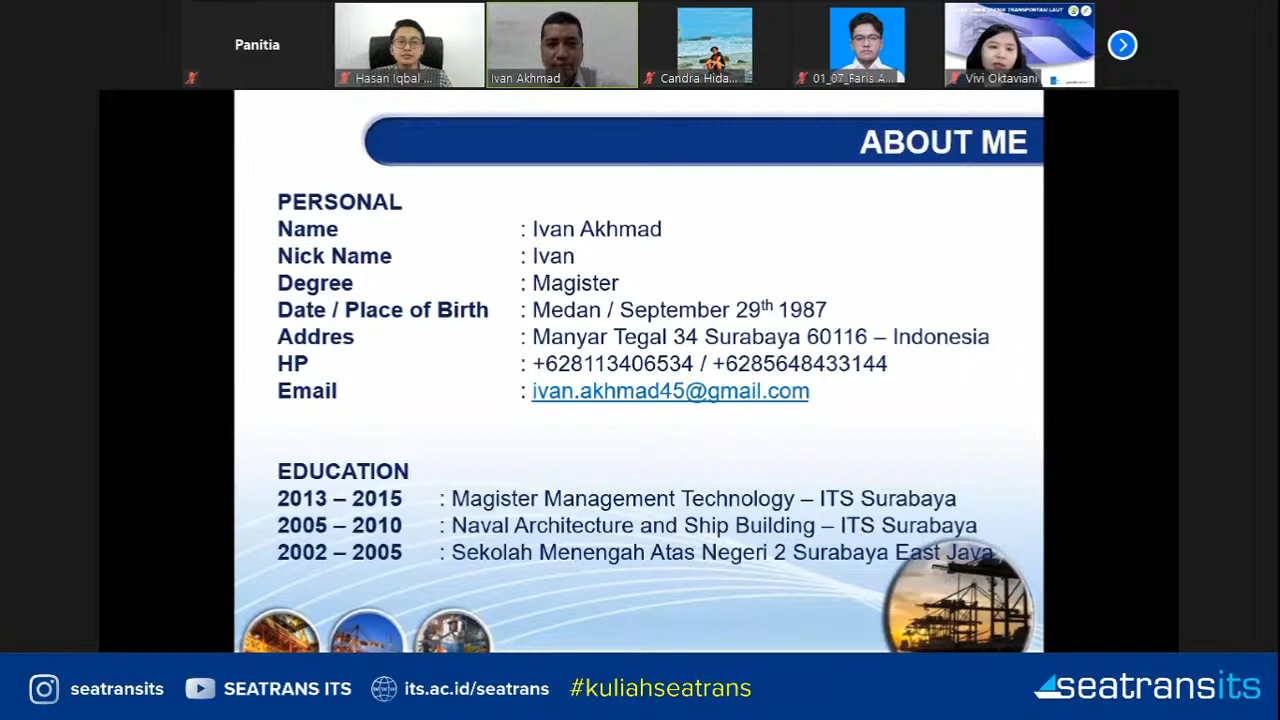 Panitia
Hasan Iqbal ...
Ivan Akhmad
Candra Hida...
01_07_Faris A...
Vivi Oktaviani
TEKNIK TRANSPORTASI LAUT
ABOUT ME
PERSONAL
Name : Ivan Akhmad
Nick Name : Ivan
Degree : Magister
Date / Place of Birth : Medan / September 29th 1987
Addres : Manyar Tegal 34 Surabaya 60116 – Indonesia
HP : +628113406534 / +6285648433144
Email : ivan.akhmad45@gmail.com
EDUCATION
2013 – 2015 : Magister Management Technology – ITS Surabaya
2005 – 2010 : Naval Architecture and Ship Building – ITS Surabaya
2002 – 2005 : Sekolah Menengah Atas Negeri 2 Surabaya East Java
seatransits SEATRANS ITS its.ac.id/seatrans #kuliahseatrans seatransits